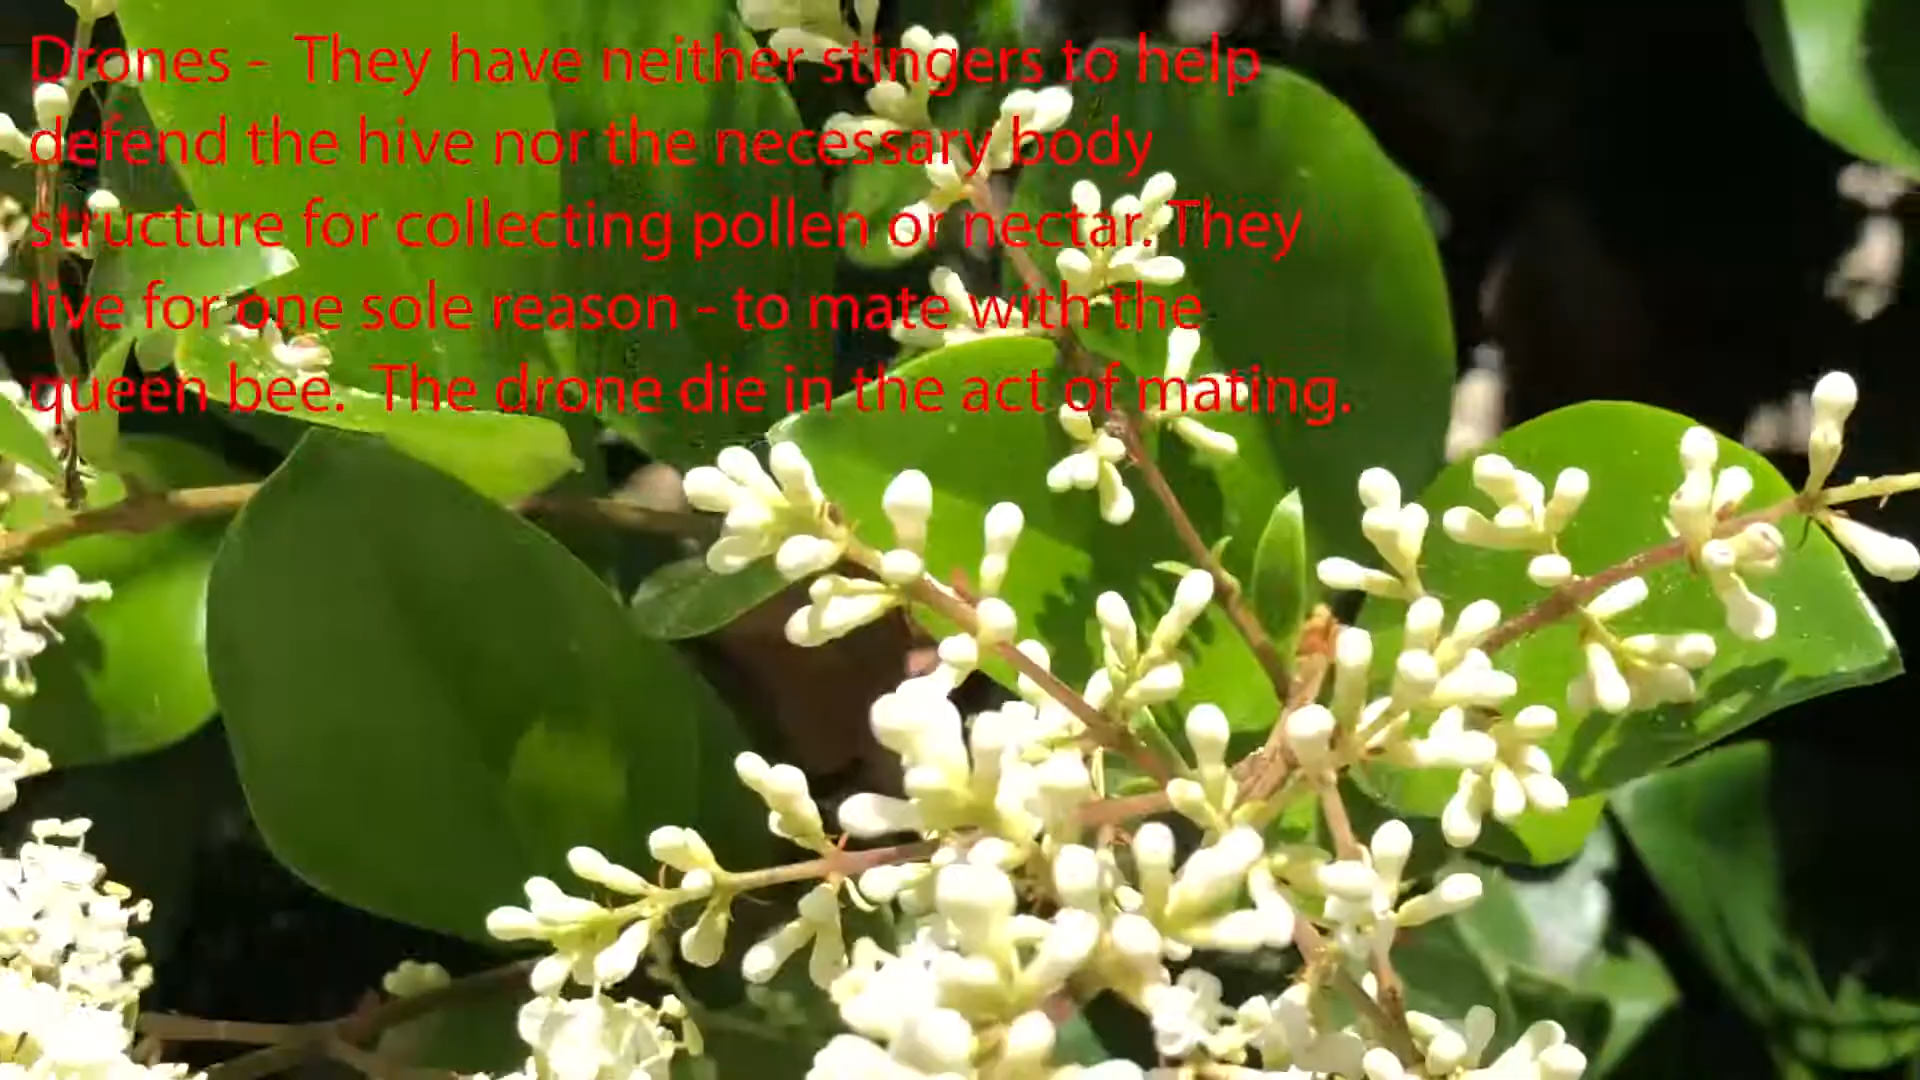 Drones -  They have neither stingers to help
defend the hive nor the necessary body
structure for collecting pollen or nectar. They
live for one sole reason - to mate with the
queen bee.  The drone die in the act of mating.